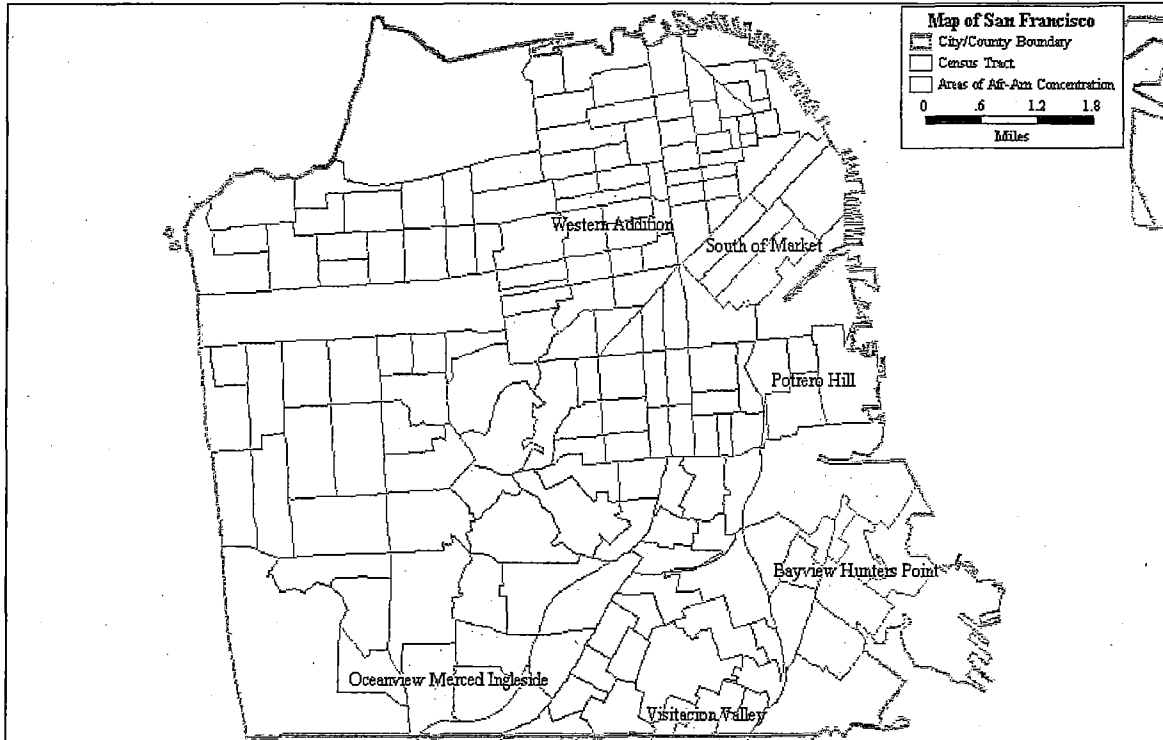 Map of San Francisco
City/County Boundary
Census Tract
Areas of Afr-Am Concentration
0 .6 1.2 1.8
Miles
Western Addition
South of Market
Potrero Hill
Bayview Hunters Point
Oceanview Merced Ingleside
Visitacion Valley